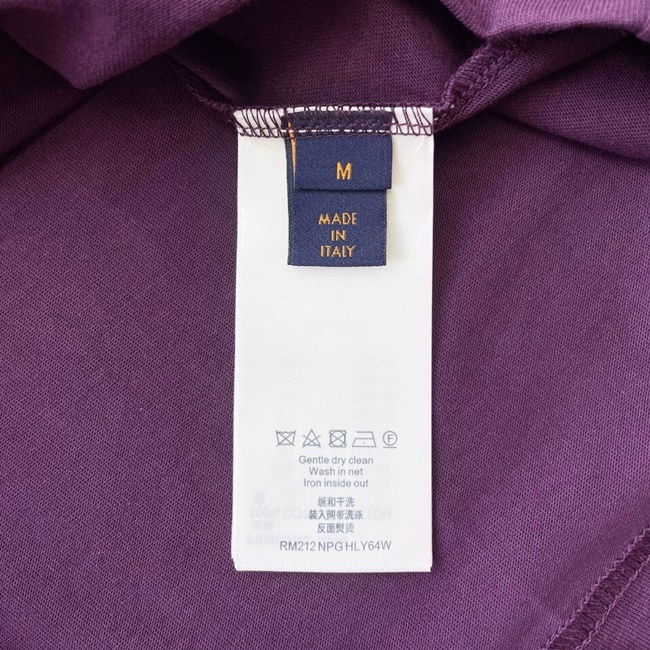 M
MADE
IN
ITALY
Gentle dry clean
Wash in net
Iron inside out
缓和干洗
装入网带洗涤
反面熨烫
RM212 NPG HLY64W